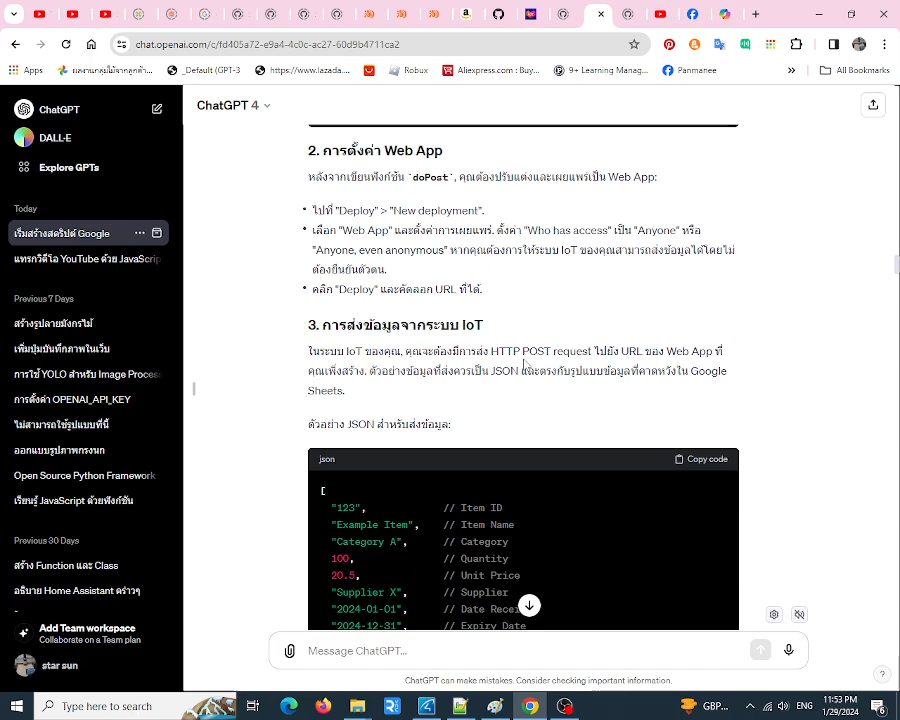 chat.openai.com/c/fd405a72-e9a4-4c0c-ac27-60d9b4711ca2
Apps
ผลงานกลุ่มไม้จากลูกค้า...
_Default (GPT-3
https://www.lazada....
Robux
Aliexpress.com : Buy...
9+ Learning Manag...
Panmanee
»
All Bookmarks
ChatGPT
DALL·E
Explore GPTs
Today
เริ่มสร้างสคริปต์ Google
แทรกวิดีโอ YouTube ด้วย JavaScrip
Previous 7 Days
สร้างรูปลายมังกรไม้
เพิ่มปุ่มบันทึกภาพในเว็บ
การใช้ YOLO สำหรับ Image Proces
การตั้งค่า OPENAI_API_KEY
ไม่สามารถใช้รูปแบบที่นี่
ออกแบบรูปภาพกรงนก
Open Source Python Framework
เรียนรู้ JavaScript ด้วยฟังก์ชัน
Previous 30 Days
สร้าง Function และ Class
อธิบาย Home Assistant คร่าวๆ
Add Team workspace
Collaborate on a Team plan
star sun
ChatGPT 4
2. การตั้งค่า Web App
หลังจากเขียนฟังก์ชัน `doPost`, คุณต้องปรับแต่งและเผยแพร่เป็น Web App:
• ไปที่ "Deploy" > "New deployment".
• เลือก "Web App" และตั้งค่าการเผยแพร่. ตั้งค่า "Who has access" เป็น "Anyone" หรือ
"Anyone, even anonymous" หากคุณต้องการให้ระบบ IoT ของคุณสามารถส่งข้อมูลได้โดยไม่
ต้องยืนยันตัวตน.
• คลิก "Deploy" และคัดลอก URL ที่ได้.
3. การส่งข้อมูลจากระบบ IoT
ในระบบ IoT ของคุณ, คุณจะต้องมีการส่ง HTTP POST request ไปยัง URL ของ Web App ที่
คุณเพิ่งสร้าง. ตัวอย่างข้อมูลที่ส่งควรเป็น JSON และตรงกับรูปแบบข้อมูลที่คาดหวังใน Google
Sheets.
ตัวอย่าง JSON สำหรับส่งข้อมูล:
json
Copy code
[
"123", // Item ID
"Example Item", // Item Name
"Category A", // Category
100, // Quantity
20.5, // Unit Price
"Supplier X", // Supplier
"2024-01-01", // Date Recei
"2024-12-31", // Expiry Date
Message ChatGPT...
ChatGPT can make mistakes. Consider checking important information.
?
Type here to search
GBP...
ENG
11:53 PM
1/29/2024
6